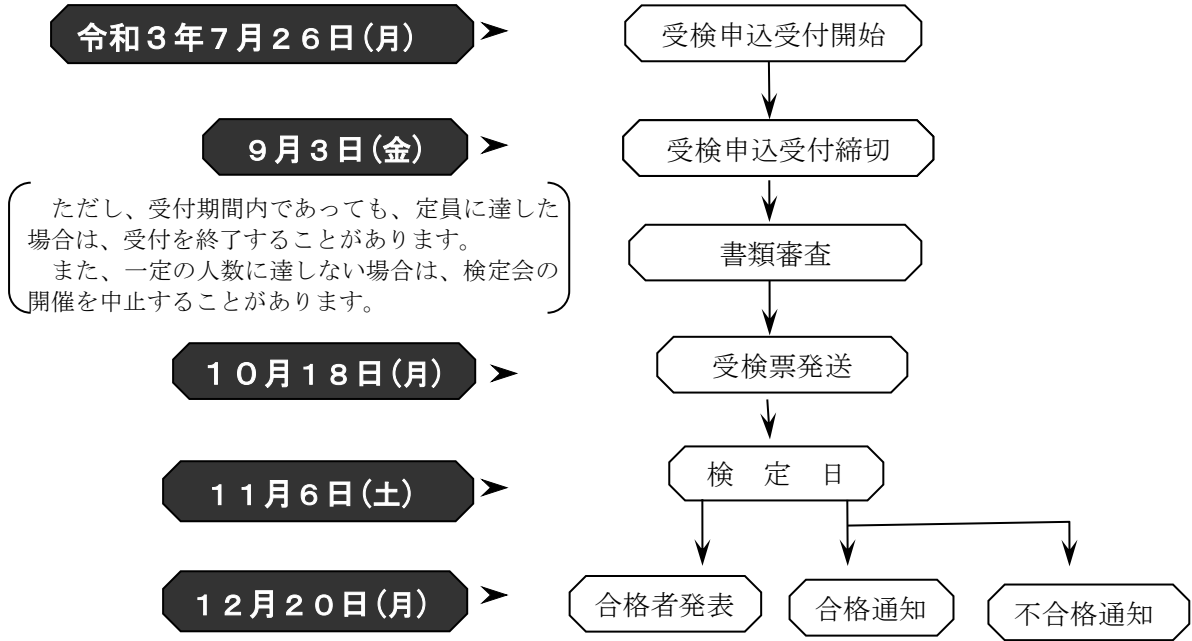 令和３年７月２６日(月)
受検申込受付開始
９月３日(金)
受検申込受付締切
ただし、受付期間内であっても、定員に達した
場合は、受付を終了することがあります。
また、一定の人数に達しない場合は、検定会の
開催を中止することがあります。
書類審査
１０月１８日(月)
受検票発送
１１月６日(土)
検　定　日
１２月２０日(月)
合格者発表
合格通知
不合格通知